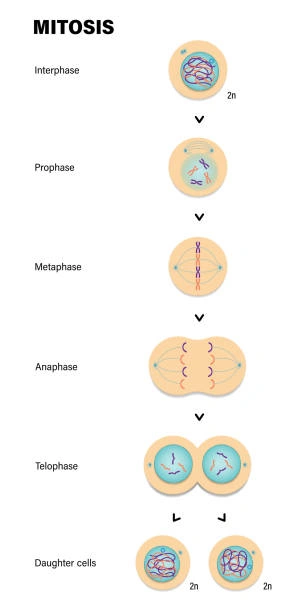 MITOSIS
Interphase
2n
Prophase
Metaphase
Anaphase
Telophase
Daughter cells
2n
2n